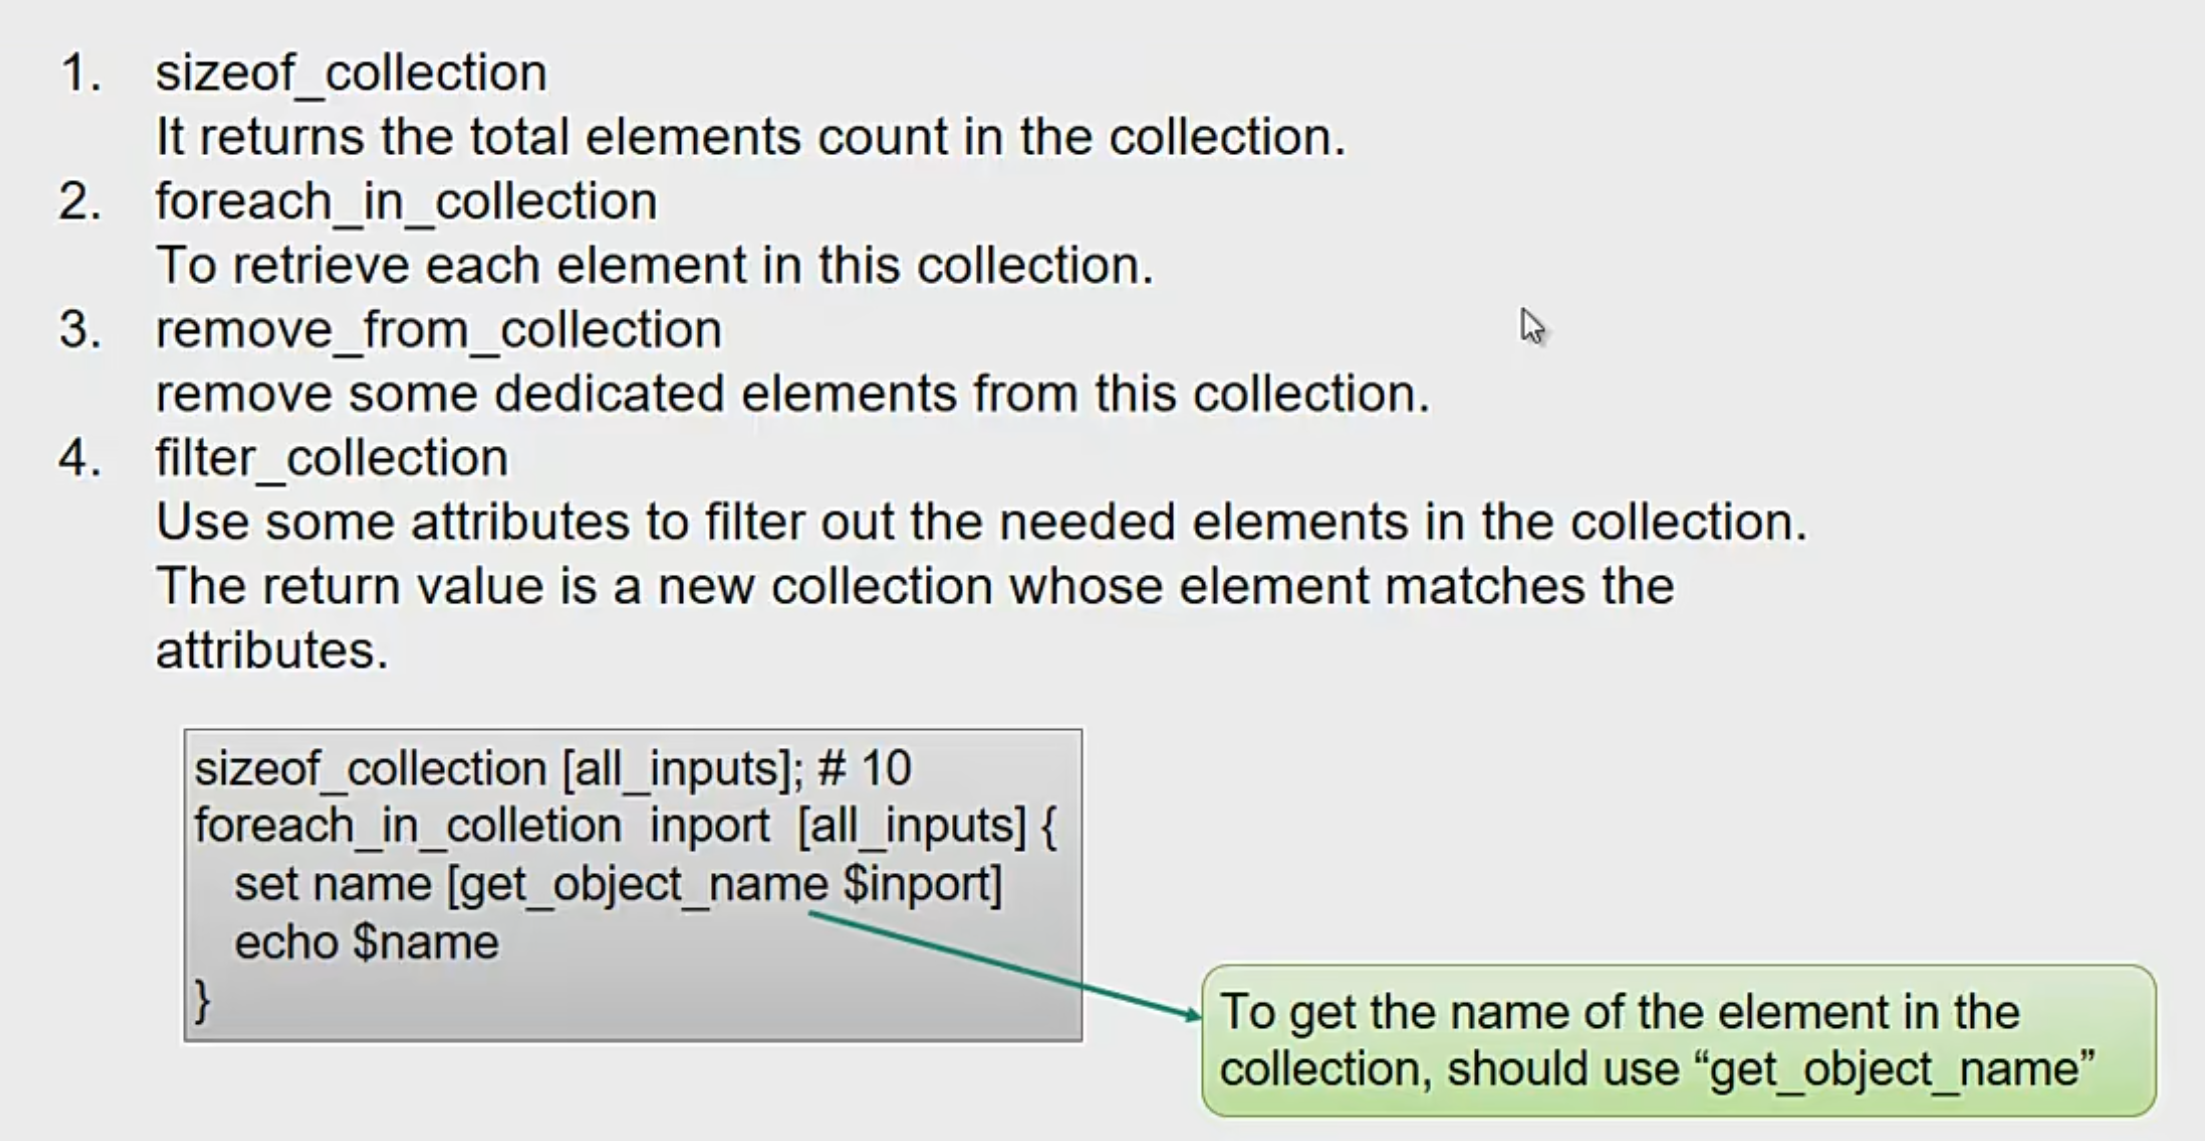 1. sizeof_collection
It returns the total elements count in the collection.
2. foreach_in_collection
To retrieve each element in this collection.
3. remove_from_collection
remove some dedicated elements from this collection.
4. filter_collection
Use some attributes to filter out the needed elements in the collection.
The return value is a new collection whose element matches the
attributes.
sizeof_collection [all_inputs]; # 10
foreach_in_colletion inport [all_inputs] {
set name [get_object_name $inport]
echo $name
}
To get the name of the element in the
collection, should use “get_object_name”